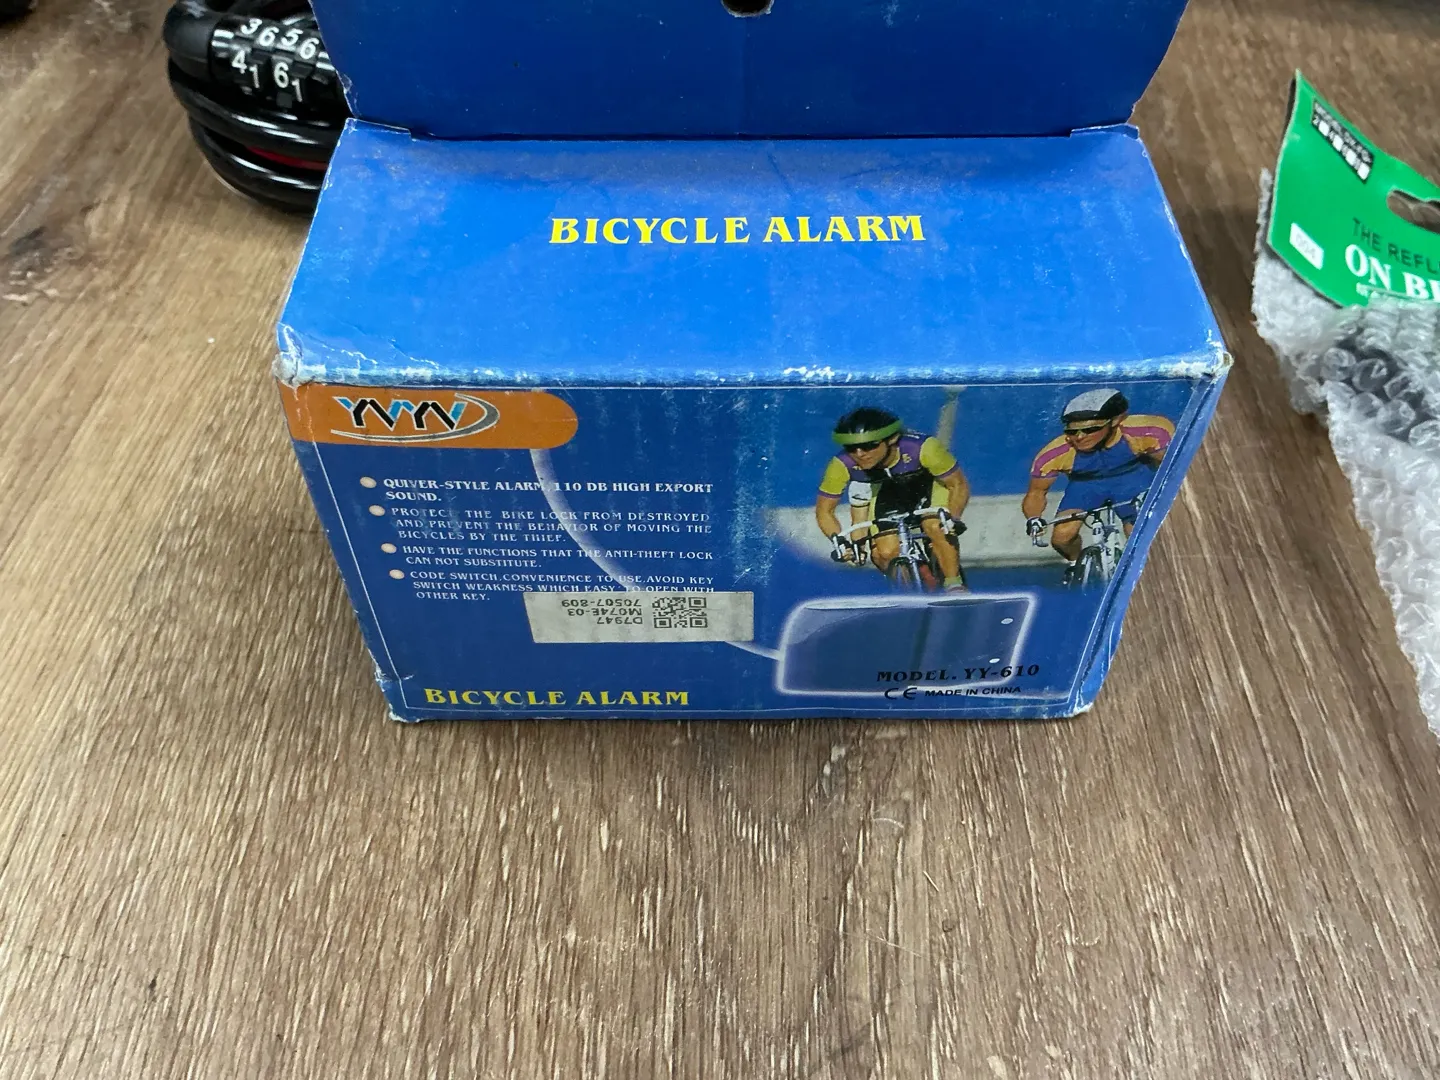 3656
4161
BICYCLE ALARM
YVYV
QUIVER-STYLE ALARM, 110 DB HIGH EXPORT
SOUND.
PROTECT THE BIKE LOCK FROM DESTROYED
AND PREVENT THE BEHAVIOR OF MOVING THE
BICYCLES BY THE THIEF.
HAVE THE FUNCTIONS THAT THE ANTI-THEFT LOCK
CAN NOT SUBSTITUTE.
CODE SWITCH.CONVENIENCE TO USE.AVOID KEY
SWITCH WEAKNESS WHICH EASY TO OPEN WITH
OTHER KEY.
D7947
M074E-03
70507-809
MODEL. YY-610
CE MADE IN CHINA
BICYCLE ALARM
THE
ON